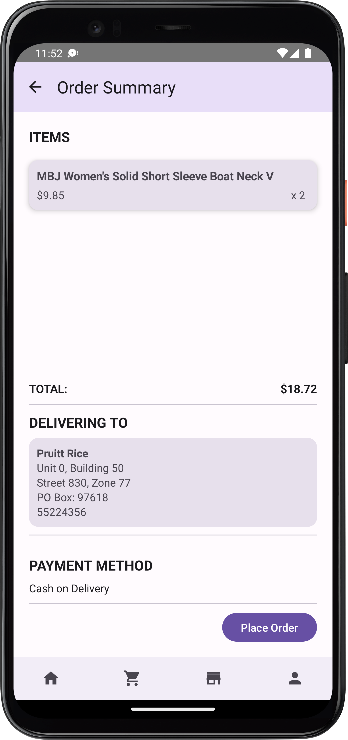 11:52
Order Summary
ITEMS
MBJ Women's Solid Short Sleeve Boat Neck V
$9.85 x 2
TOTAL: $18.72
DELIVERING TO
Pruitt Rice
Unit 0, Building 50
Street 830, Zone 77
PO Box: 97618
55224356
PAYMENT METHOD
Cash on Delivery
Place Order